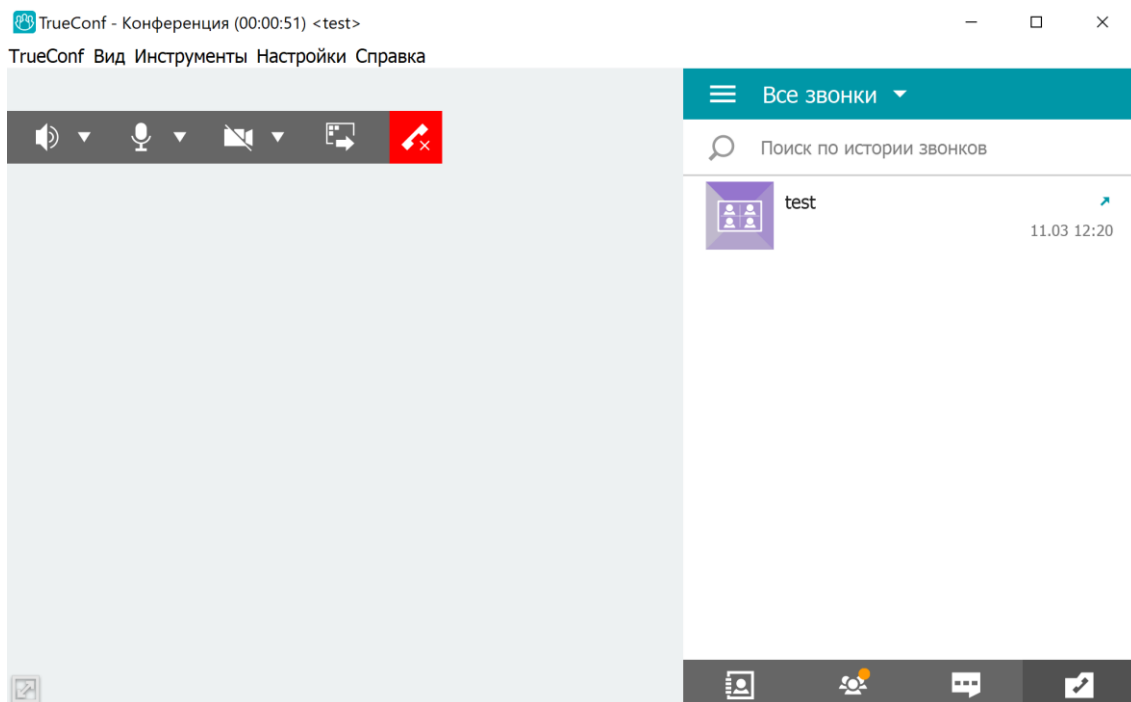 TrueConf - Конференция (00:00:51) <test>
TrueConf Вид Инструменты Настройки Справка
Все звонки
Поиск по истории звонков
test
11.03 12:20